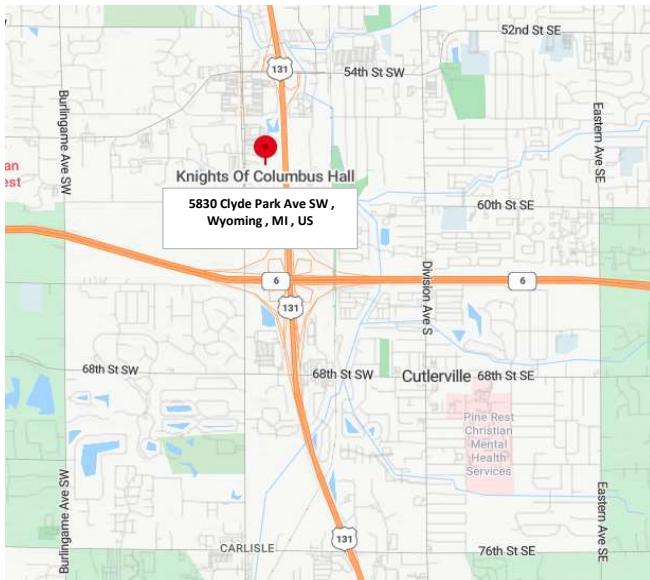 52nd St SE
131
54th St SW
Burlingame Ave SW
Eastern Ave SE
an
est
Knights Of Columbus Hall
5830 Clyde Park Ave SW ,
Wyoming , MI , US
60th St SE
6
6
131
Division Ave S
68th St SW
68th St SW
Cutlerville
68th St SE
Pine Rest
Christian
Mental
Health
Services
Burlingame Ave SW
Eastern Ave SE
131
CARLISLE
76th St SE